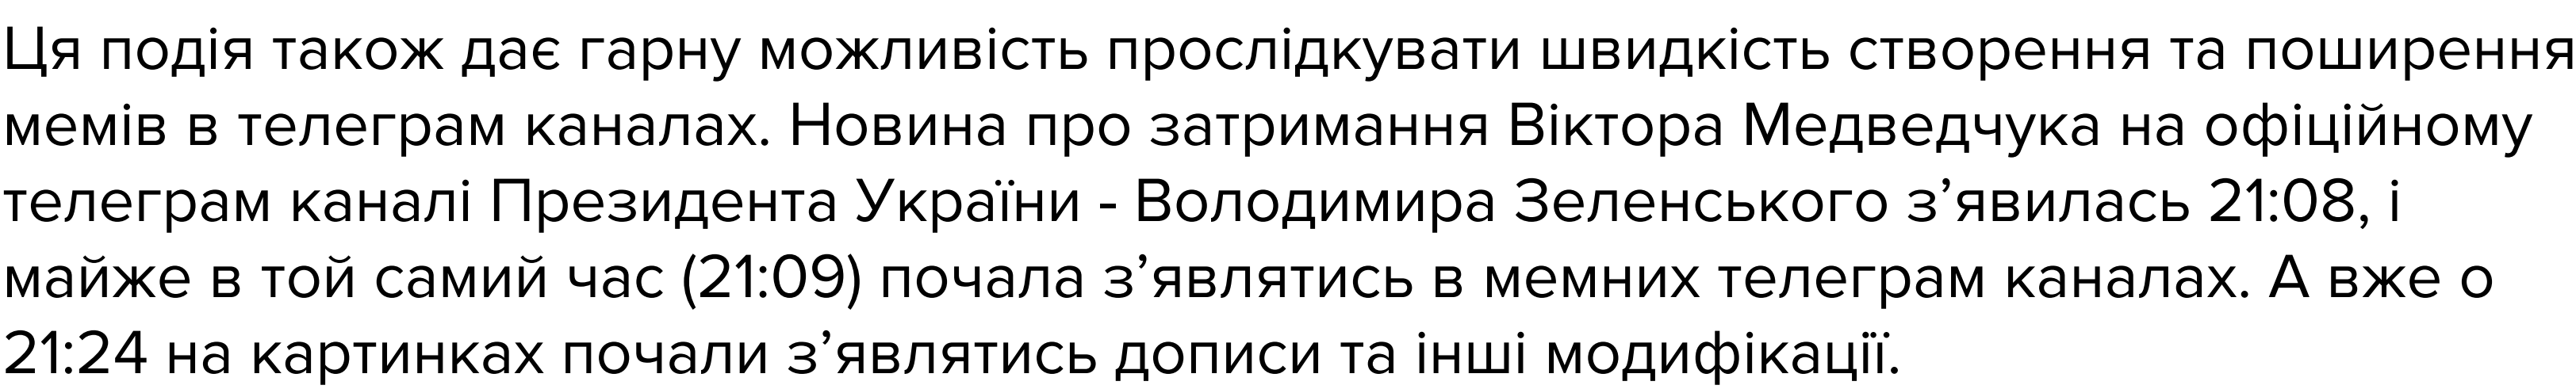 Ця подія також дає гарну можливість прослідкувати швидкість створення та поширення
мемів в телеграм каналах. Новина про затримання Віктора Медведчука на офіційному
телеграм каналі Президента України - Володимира Зеленського з’явилась 21:08, і
майже в той самий час (21:09) почала з’являтись в мемних телеграм каналах. А вже о
21:24 на картинках почали з’являтись дописи та інші модифікації.